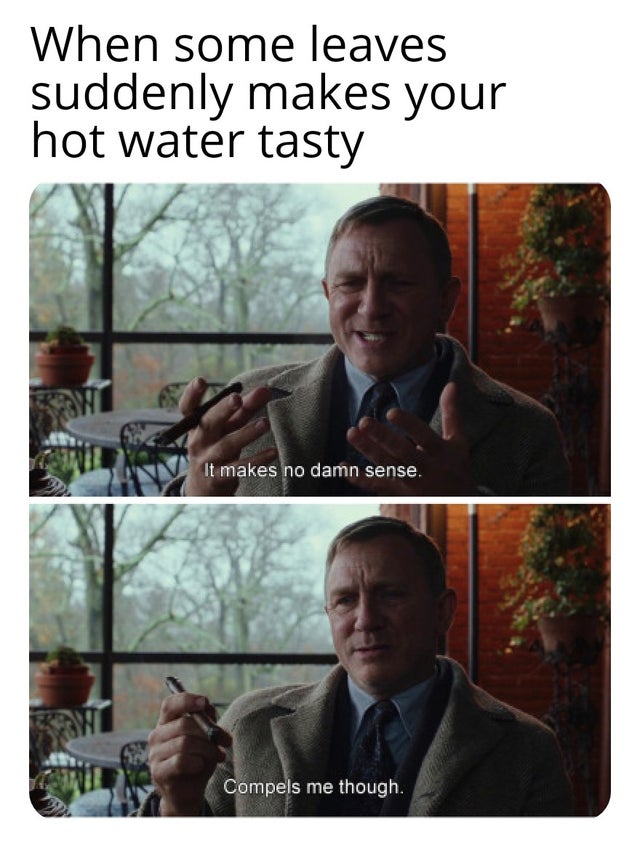 When some leaves
suddenly makes your
hot water tasty
It makes no damn sense.
Compels me though.